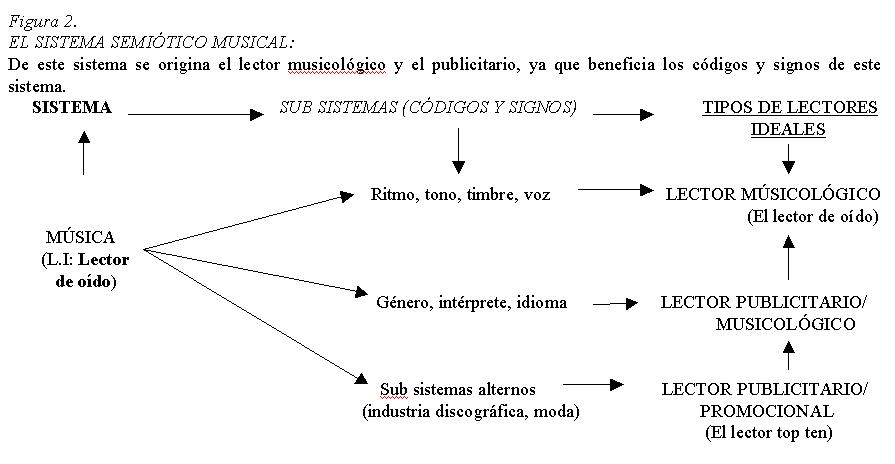 Figura 2.
EL SISTEMA SEMIÓTICO MUSICAL:
De este sistema se origina el lector musicológico y el publicitario, ya que beneficia los códigos y signos de este
sistema.
SISTEMA
SUB SISTEMAS (CÓDIGOS Y SIGNOS)
TIPOS DE LECTORES
IDEALES
Ritmo, tono, timbre, voz
LECTOR MÚSICOLÓGICO
(El lector de oído)
MÚSICA
(L.I: Lector
de oído)
Género, intérprete, idioma
LECTOR PUBLICITARIO/
MUSICOLÓGICO
Sub sistemas alternos
(industria discográfica, moda)
LECTOR PUBLICITARIO/
PROMOCIONAL
(El lector top ten)